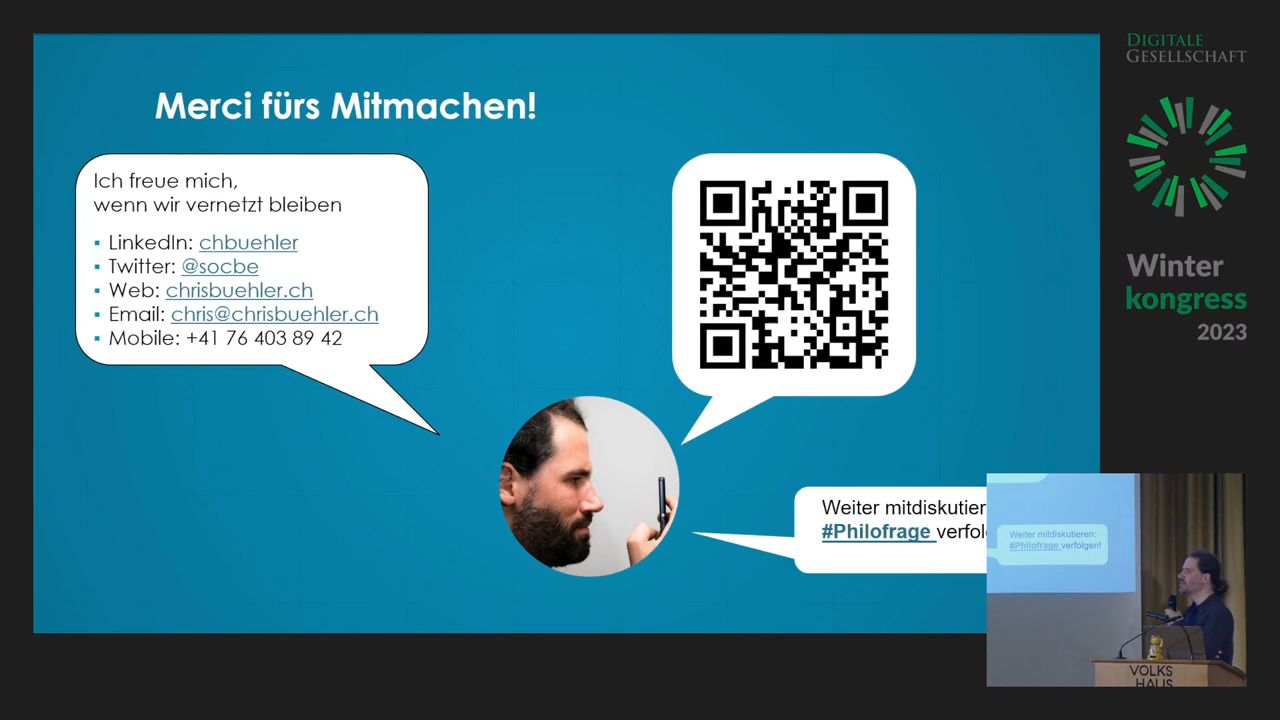 Merci fürs Mitmachen!
Ich freue mich,
wenn wir vernetzt bleiben
▪ LinkedIn: chbuehler
▪ Twitter: @socbe
▪ Web: chrisbuehler.ch
▪ Email: chris@chrisbuehler.ch
▪ Mobile: +41 76 403 89 42
Weiter mitdiskutier
#Philofrage verfol
DIGITALE
GESELLSCHAFT
Winter
kongress
2023
Weiter mitdiskutieren:
#Philofrage verfolgen!
VOLKS
HAUS